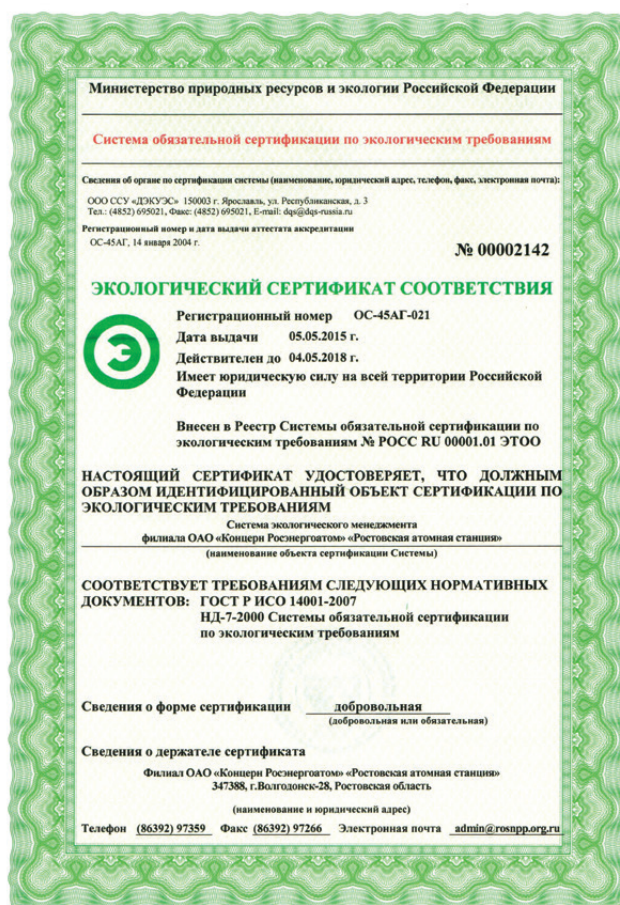 Министерство природных ресурсов и экологии Российской Федерации
Система обязательной сертификации по экологическим требованиям
Сведения об органе по сертификации системы (наименование, юридический адрес, телефон, факс, электронная почта):
ООО ССУ «ДЭКУЭС» 150003 г. Ярославль, ул. Республиканская, д. 3
Тел.: (4852) 695021, Факс: (4852) 695021, E-mail: dqs@dqs-russia.ru
Регистрационный номер и дата выдачи аттестата аккредитации
ОС-45АГ, 14 января 2004 г.
№ 00002142
ЭКОЛОГИЧЕСКИЙ СЕРТИФИКАТ СООТВЕТСТВИЯ
Э
Регистрационный номер ОС-45АГ-021
Дата выдачи 05.05.2015 г.
Действителен до 04.05.2018 г.
Имеет юридическую силу на всей территории Российской
Федерации
Внесен в Реестр Системы обязательной сертификации по
экологическим требованиям № РОСС RU 00001.01 ЭТОО
НАСТОЯЩИЙ СЕРТИФИКАТ УДОСТОВЕРЯЕТ, ЧТО ДОЛЖНЫМ
ОБРАЗОМ ИДЕНТИФИЦИРОВАННЫЙ ОБЪЕКТ СЕРТИФИКАЦИИ ПО
ЭКОЛОГИЧЕСКИМ ТРЕБОВАНИЯМ
Система экологического менеджмента
филиала ОАО «Концерн Росэнергоатом» «Ростовская атомная станция»
(наименование объекта сертификации Системы)
СООТВЕТСТВУЕТ ТРЕБОВАНИЯМ СЛЕДУЮЩИХ НОРМАТИВНЫХ
ДОКУМЕНТОВ: ГОСТ Р ИСО 14001-2007
НД-7-2000 Системы обязательной сертификации
по экологическим требованиям
Сведения о форме сертификации добровольная
(добровольная или обязательная)
Сведения о держателе сертификата
Филиал ОАО «Концерн Росэнергоатом» «Ростовская атомная станция»
347388, г.Волгодонск-28, Ростовская область
(наименование и юридический адрес)
Телефон (86392) 97359 Факс (86392) 97266 Электронная почта admin@rosnpp.org.ru